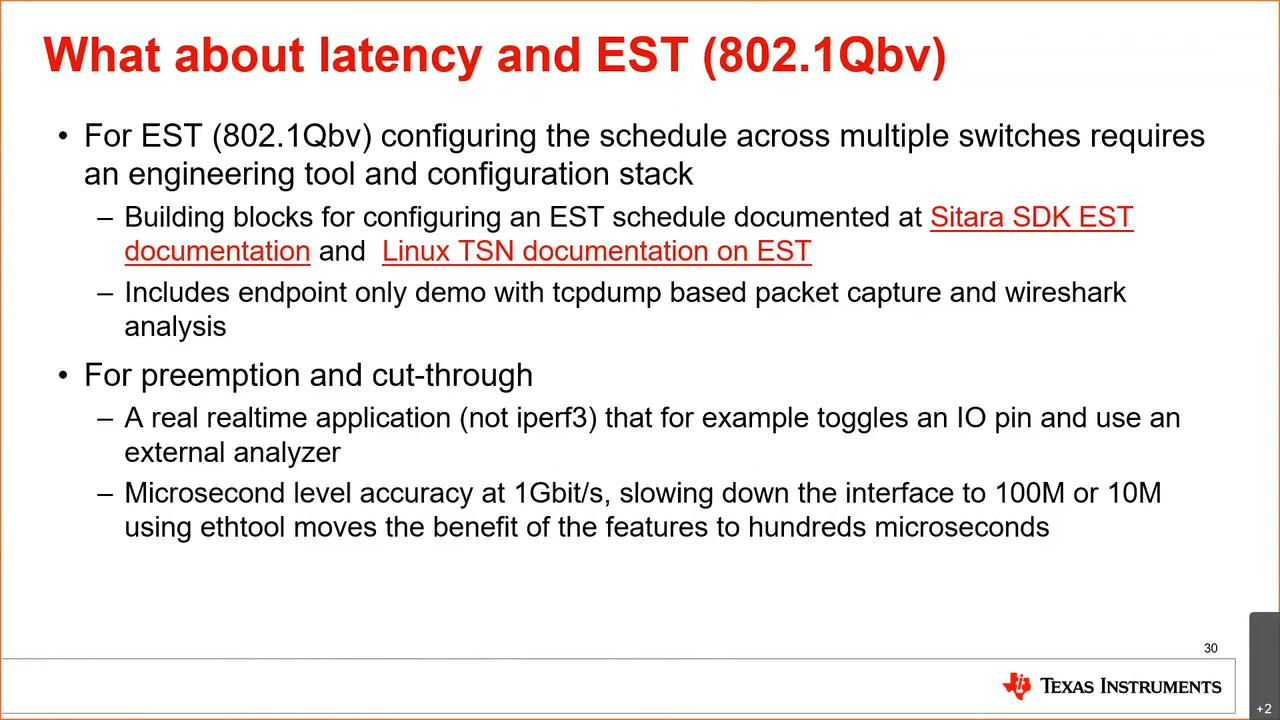 What about latency and EST (802.1Qbv)
• For EST (802.1Qbv) configuring the schedule across multiple switches requires
an engineering tool and configuration stack
– Building blocks for configuring an EST schedule documented at Sitara SDK EST
documentation and Linux TSN documentation on EST
– Includes endpoint only demo with tcpdump based packet capture and wireshark
analysis
• For preemption and cut-through
– A real realtime application (not iperf3) that for example toggles an IO pin and use an
external analyzer
– Microsecond level accuracy at 1Gbit/s, slowing down the interface to 100M or 10M
using ethtool moves the benefit of the features to hundreds microseconds
30
TEXAS INSTRUMENTS
+2